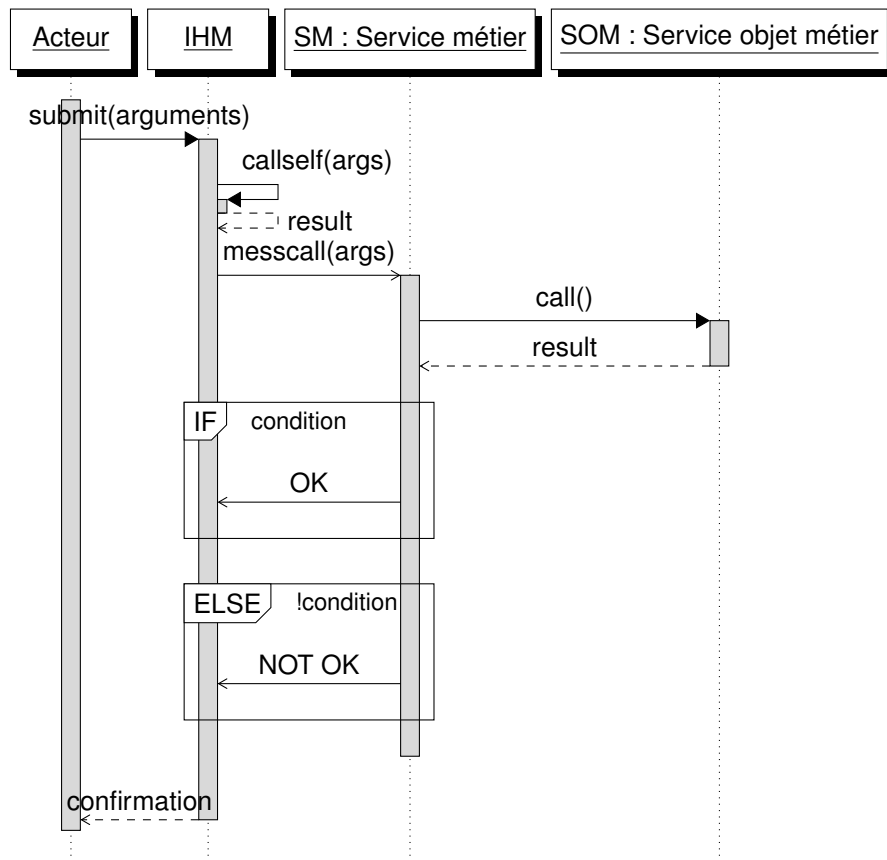 Acteur
IHM
SM : Service métier
SOM : Service objet métier
submit(arguments)
callself(args)
result
messcall(args)
call()
result
IF condition
OK
ELSE !condition
NOT OK
confirmation